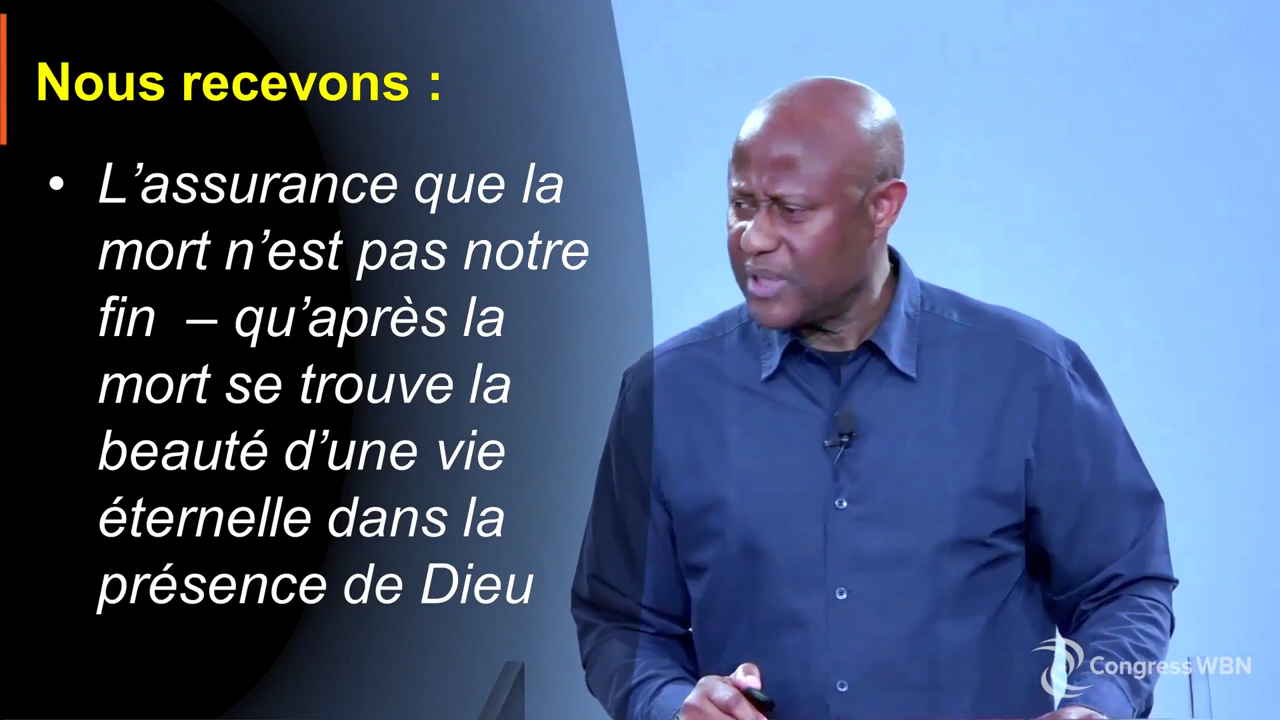 Nous recevons :
• L’assurance que la
mort n’est pas notre
fin – qu’après la
mort se trouve la
beauté d’une vie
éternelle dans la
présence de Dieu
Congress WBN